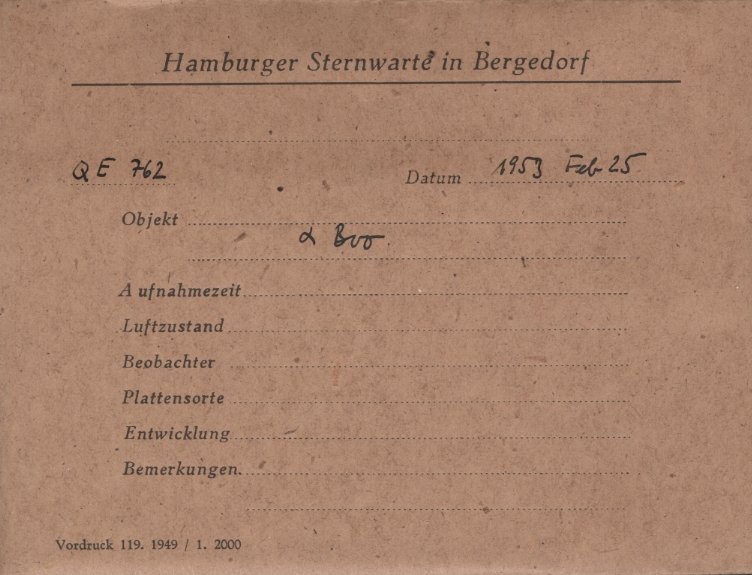 Hamburger Sternwarte in Bergedorf
QE 762 Datum 1953 Feb 25
Objekt
α Boo
Aufnahmezeit
Luftzustand
Beobachter
Plattensorte
Entwicklung
Bemerkungen
Vordruck 119. 1949 / 1. 2000